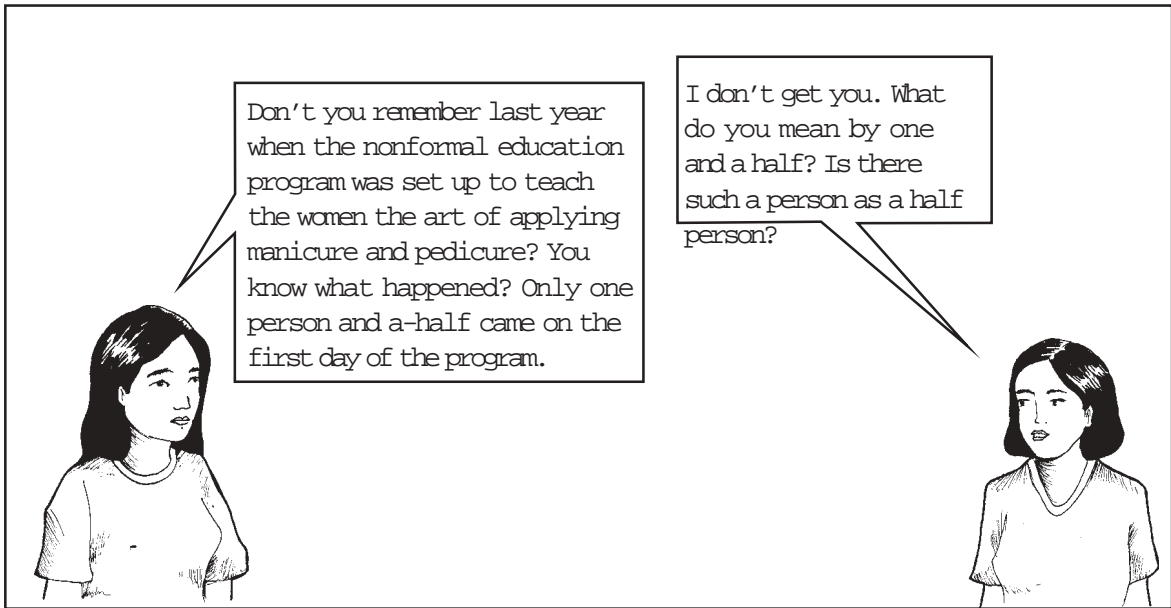 Don't you remember last year
when the nonformal education
program was set up to teach
the women the art of applying
manicure and pedicure? You
know what happened? Only one
person and a-half came on the
first day of the program.
I don't get you. What
do you mean by one
and a half? Is there
such a person as a half
person?